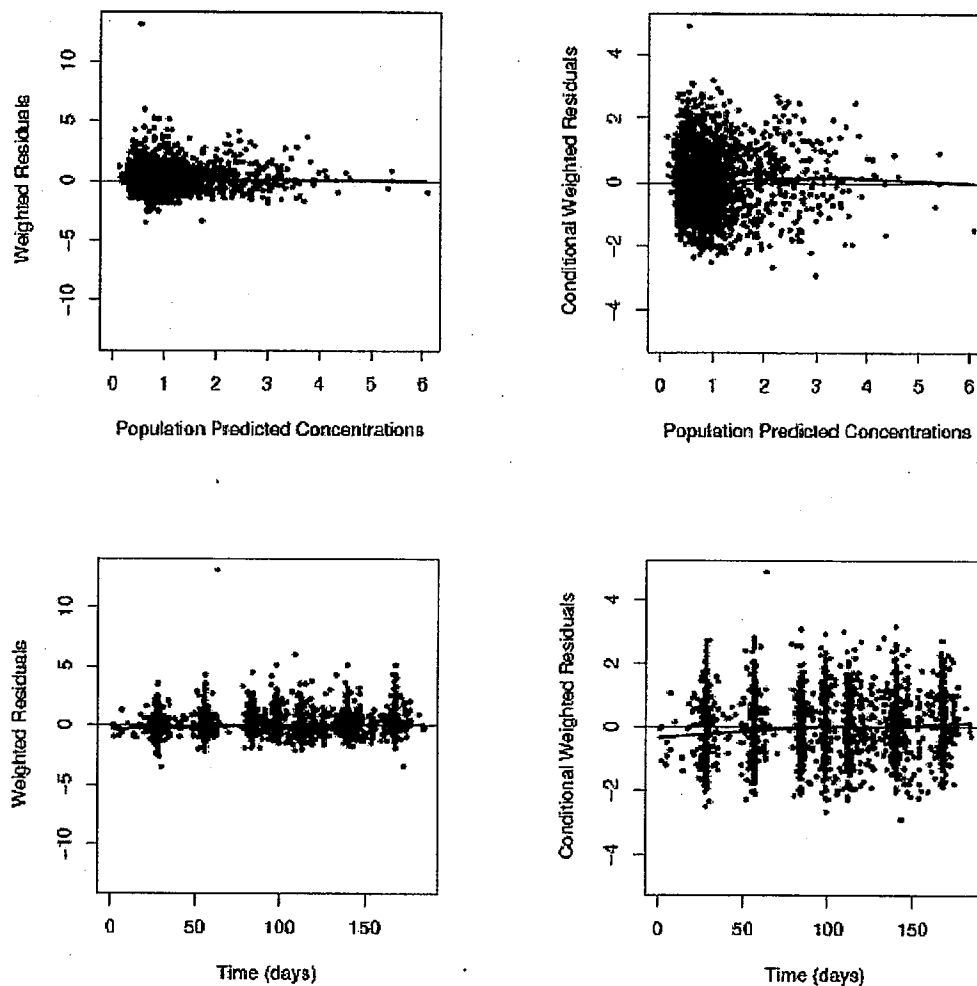 Weighted Residuals
10
5
0
−5
−10
0 1 2 3 4 5 6
Population Predicted Concentrations
Conditional Weighted Residuals
4
2
0
−2
−4
0 1 2 3 4 5 6
Population Predicted Concentrations
Weighted Residuals
10
5
0
−5
−10
0 50 100 150
Time (days)
Conditional Weighted Residuals
4
2
0
−2
−4
0 50 100 150
Time (days)